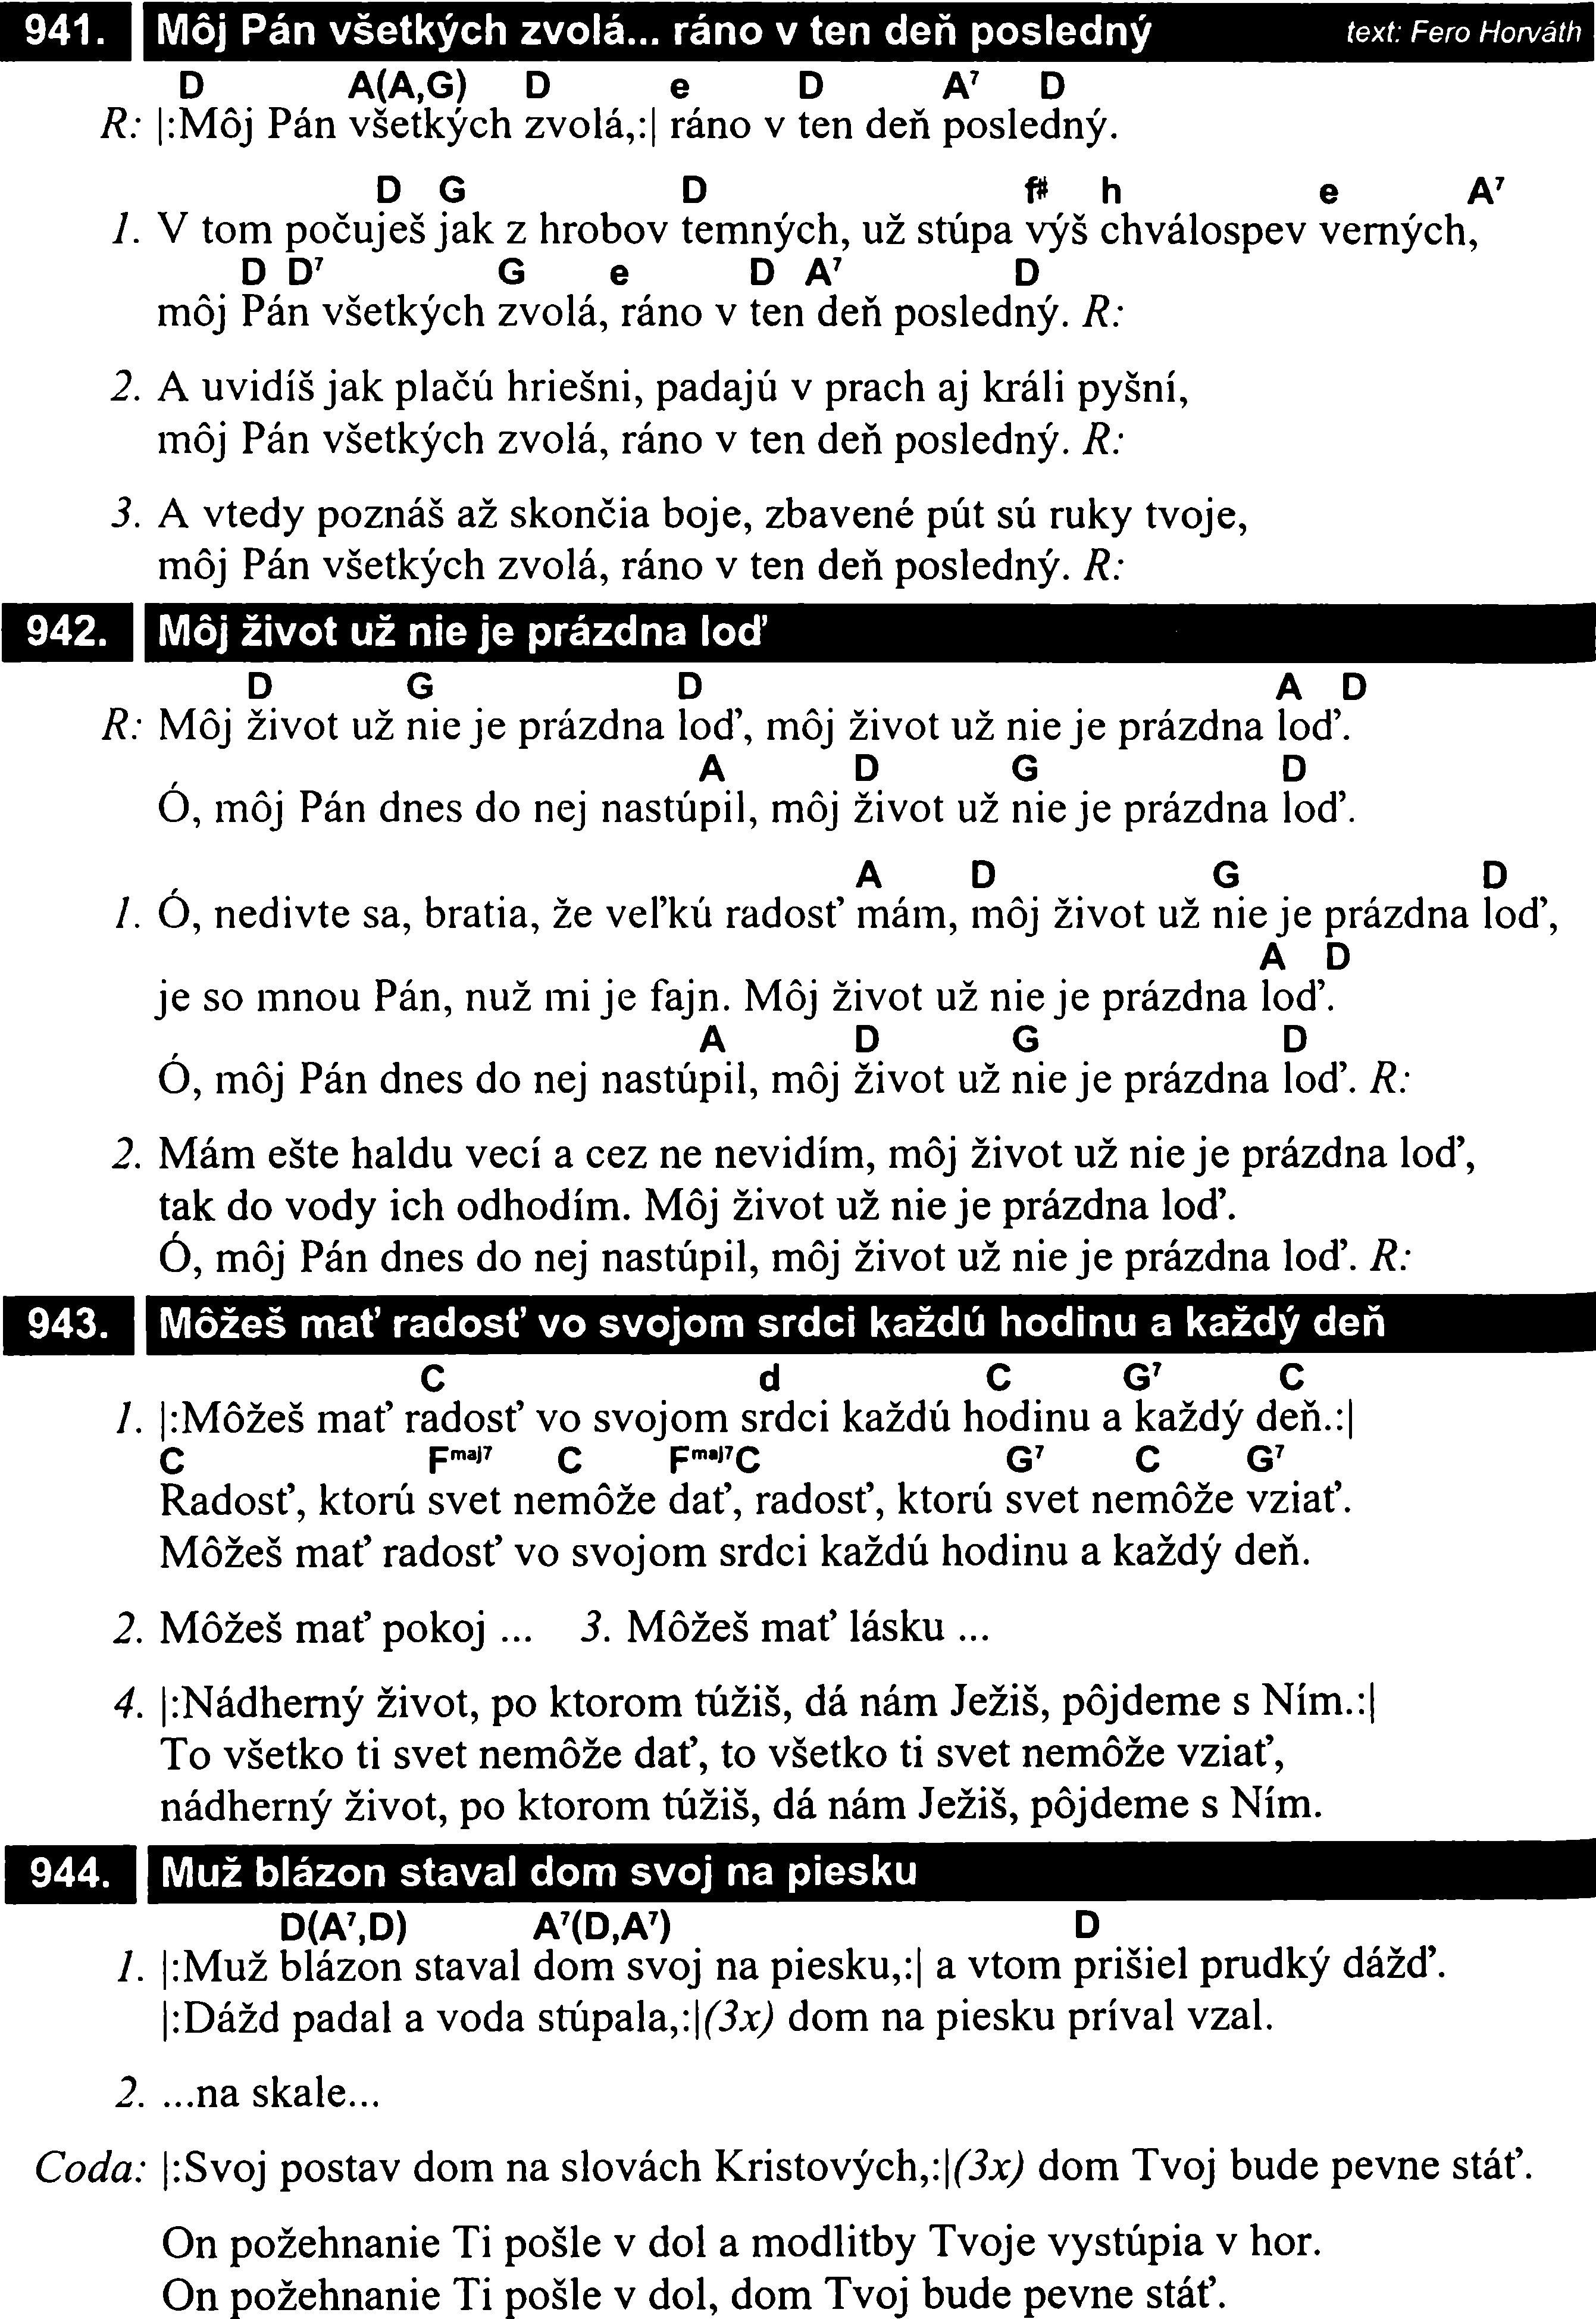 941. Môj Pán všetkých zvolá... ráno v ten deň posledný text: Fero Horváth
D A(A,G) D e D A7 D
R: |:Môj Pán všetkých zvolá,:| ráno v ten deň posledný.
D G D f# h e A7
1. V tom počuješ jak z hrobov temných, už stúpa výš chválospev verných,
D D7 G e D A7 D
môj Pán všetkých zvolá, ráno v ten deň posledný. R:
2. A uvidíš jak plačú hriešni, padajú v prach aj králi pyšní,
môj Pán všetkých zvolá, ráno v ten deň posledný. R:
3. A vtedy poznáš až skončia boje, zbavené pút sú ruky tvoje,
môj Pán všetkých zvolá, ráno v ten deň posledný. R:
942. Môj život už nie je prázdna loď
D G D A D
R: Môj život už nie je prázdna loď, môj život už nie je prázdna loď.
A D G D
Ó, môj Pán dnes do nej nastúpil, môj život už nie je prázdna loď.
A D G D
1. Ó, nedivte sa, bratia, že veľkú radosť mám, môj život už nie je prázdna loď,
A D
je so mnou Pán, nuž mi je fajn. Môj život už nie je prázdna loď.
A D G D
Ó, môj Pán dnes do nej nastúpil, môj život už nie je prázdna loď. R:
2. Mám ešte haldu vecí a cez ne nevidím, môj život už nie je prázdna loď,
tak do vody ich odhodím. Môj život už nie je prázdna loď.
Ó, môj Pán dnes do nej nastúpil, môj život už nie je prázdna loď. R:
943. Môžeš mať radosť vo svojom srdci každú hodinu a každý deň
C d C G7 C
1. |:Môžeš mať radosť vo svojom srdci každú hodinu a každý deň.:|
C Fmaj7 C Fmaj7 C G7 C G7
Radosť, ktorú svet nemôže dať, radosť, ktorú svet nemôže vziať.
Môžeš mať radosť vo svojom srdci každú hodinu a každý deň.
2. Môžeš mať pokoj ... 3. Môžeš mať lásku ...
4. |:Nádherný život, po ktorom túžiš, dá nám Ježiš, pôjdeme s Ním.:|
To všetko ti svet nemôže dať, to všetko ti svet nemôže vziať,
nádherný život, po ktorom túžiš, dá nám Ježiš, pôjdeme s Ním.
944. Muž blázon staval dom svoj na piesku
D(A7,D) A7(D,A7) D
1. |:Muž blázon staval dom svoj na piesku,:| a vtom prišiel prudký dážď.
|:Dážd padal a voda stúpala,:|(3x) dom na piesku príval vzal.
2. ...na skale...
Coda: |:Svoj postav dom na slovách Kristových,:|(3x) dom Tvoj bude pevne stáť.
On požehnanie Ti pošle v dol a modlitby Tvoje vystúpia v hor.
On požehnanie Ti pošle v dol, dom Tvoj bude pevne stáť.